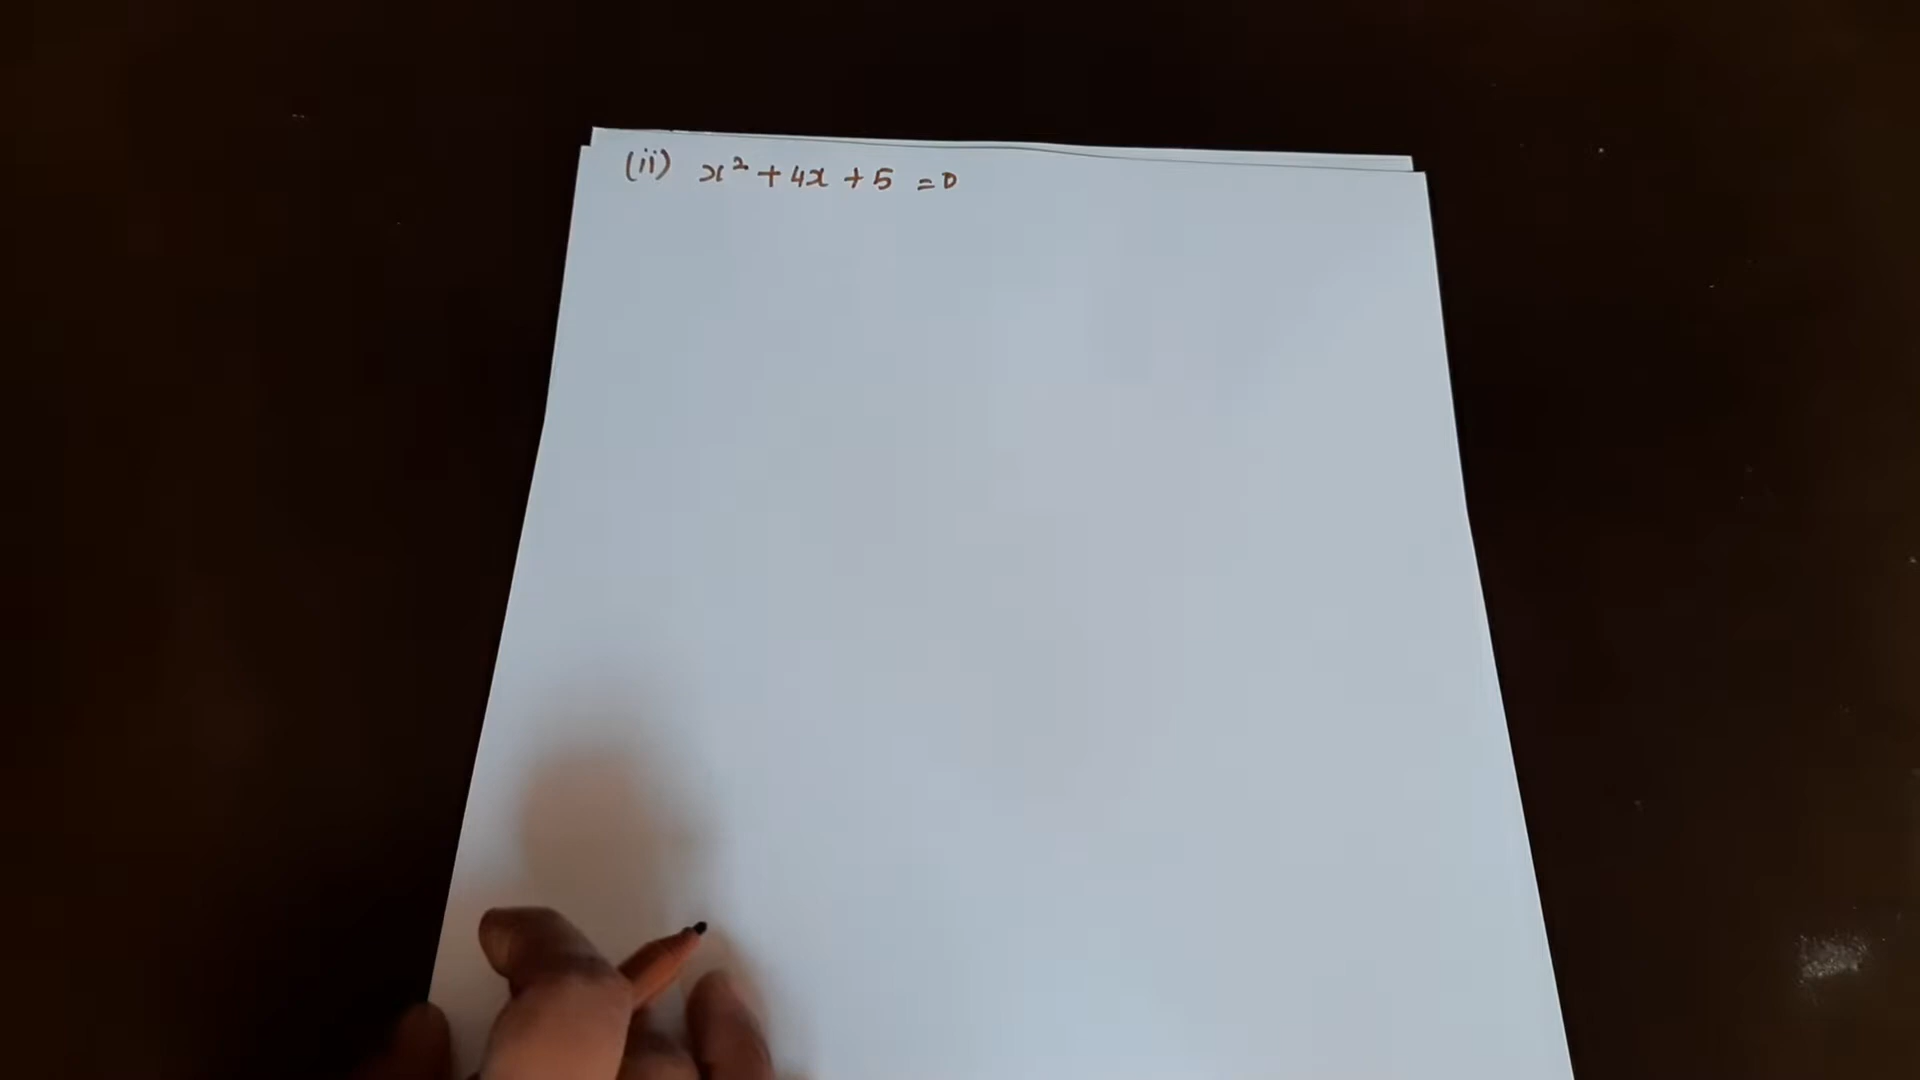 (ii) x² + 4x + 5 = 0